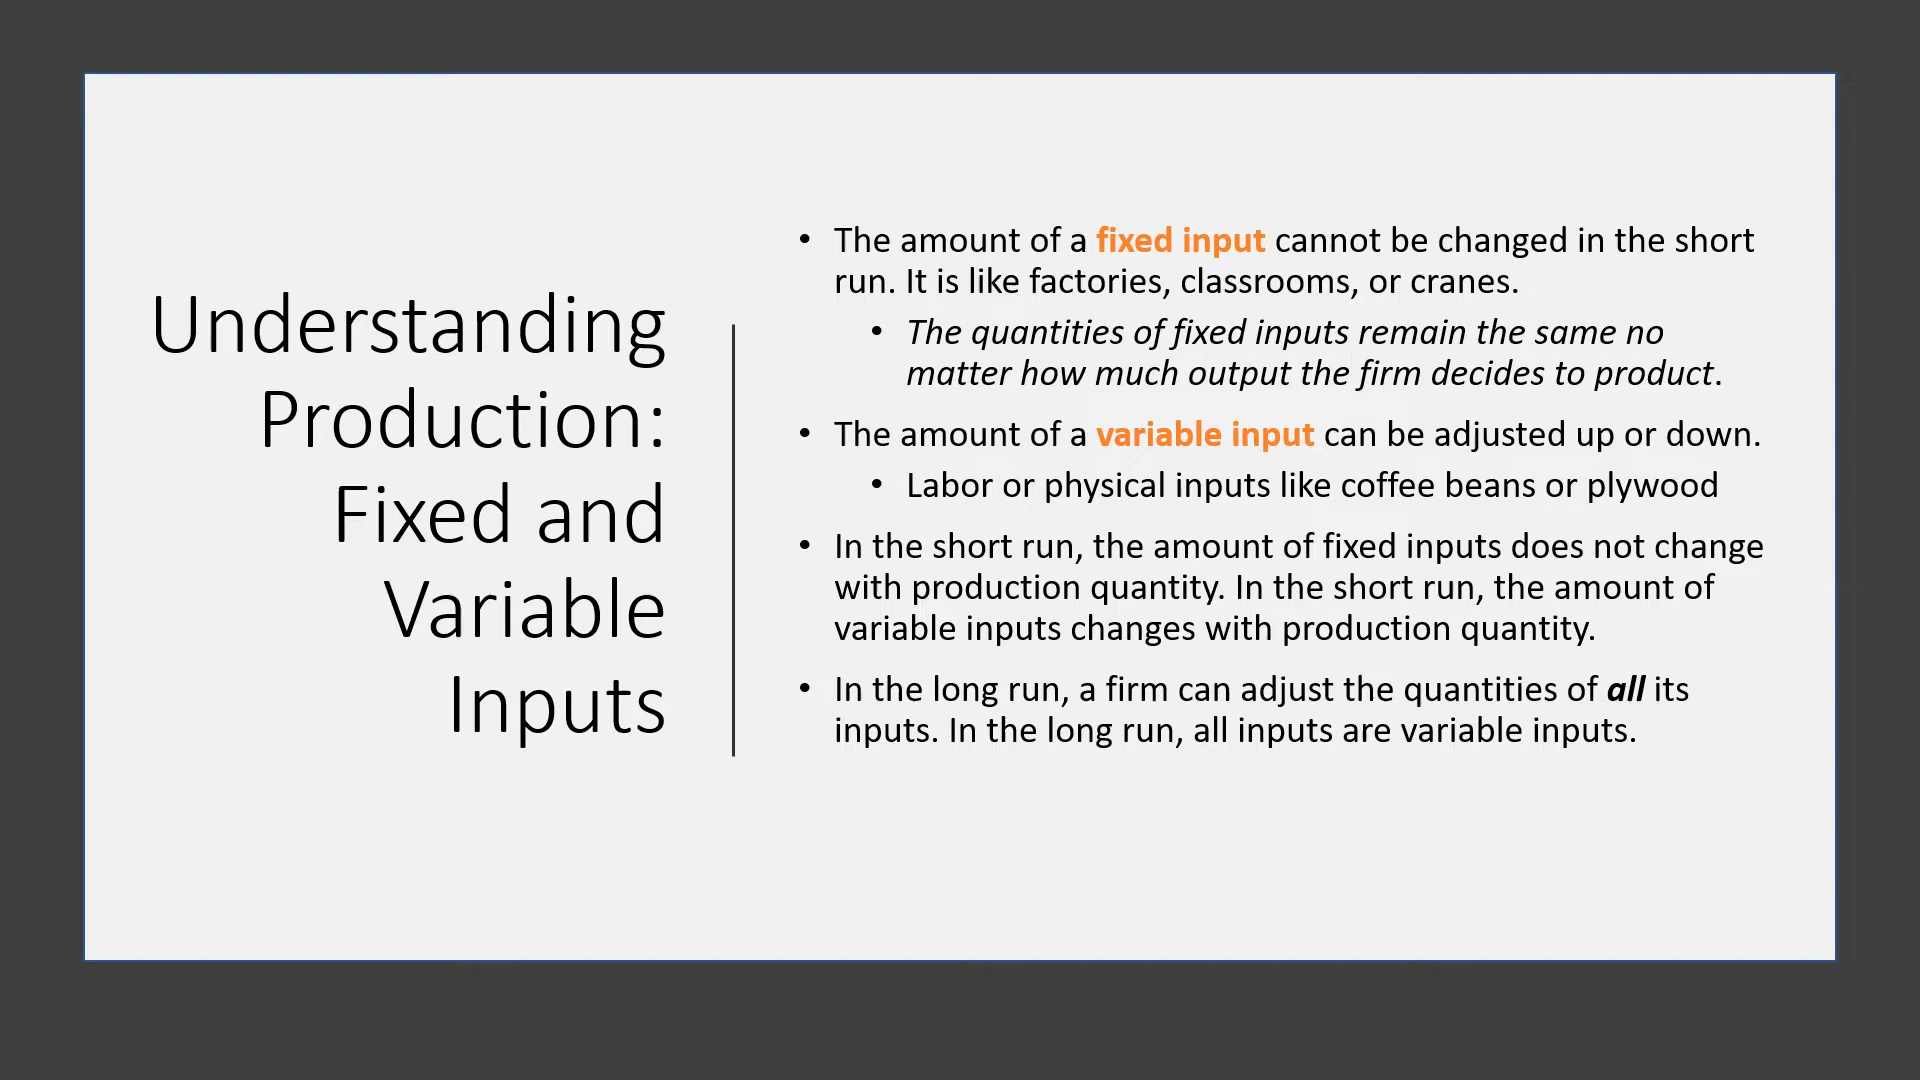 Understanding
Production:
Fixed and
Variable
Inputs
• The amount of a fixed input cannot be changed in the short
run. It is like factories, classrooms, or cranes.
• The quantities of fixed inputs remain the same no
matter how much output the firm decides to product.
• The amount of a variable input can be adjusted up or down.
• Labor or physical inputs like coffee beans or plywood
• In the short run, the amount of fixed inputs does not change
with production quantity. In the short run, the amount of
variable inputs changes with production quantity.
• In the long run, a firm can adjust the quantities of all its
inputs. In the long run, all inputs are variable inputs.